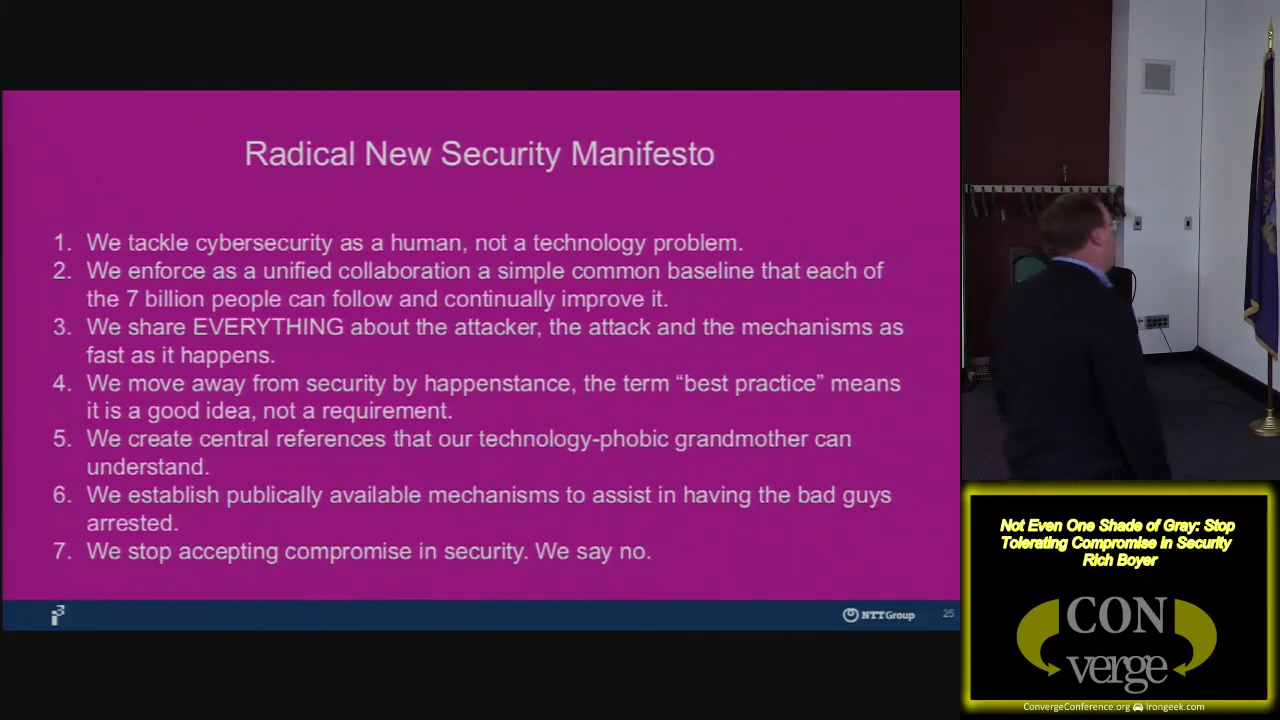 Radical New Security Manifesto
1. We tackle cybersecurity as a human, not a technology problem.
2. We enforce as a unified collaboration a simple common baseline that each of
the 7 billion people can follow and continually improve it.
3. We share EVERYTHING about the attacker, the attack and the mechanisms as
fast as it happens.
4. We move away from security by happenstance, the term “best practice” means
it is a good idea, not a requirement.
5. We create central references that our technology-phobic grandmother can
understand.
6. We establish publically available mechanisms to assist in having the bad guys
arrested.
7. We stop accepting compromise in security. We say no.
i3
NTT Group
25
Not Even One Shade of Gray: Stop
Tolerating Compromise In Security
Rich Boyer
CON
verge
ConvergeConference.org Irongeek.com